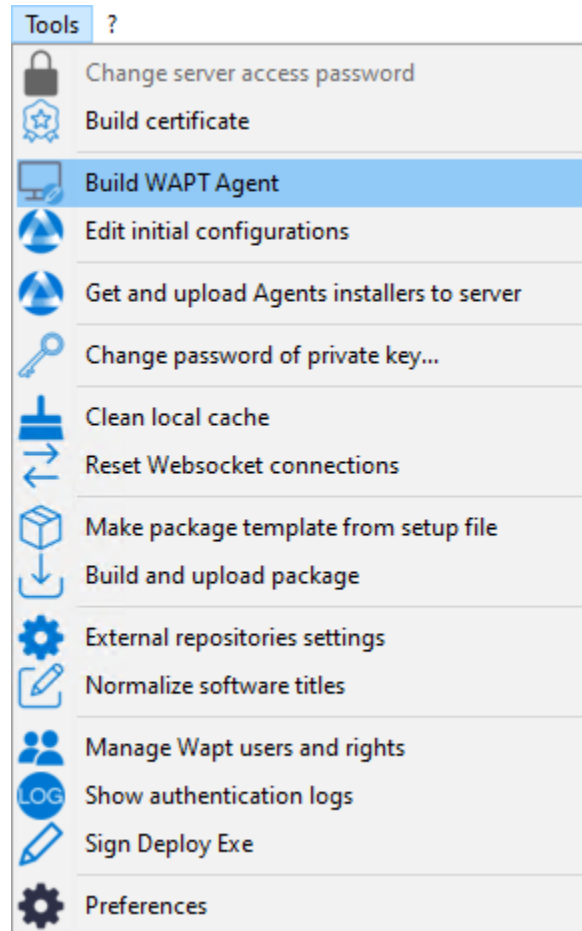 Tools ?
Change server access password
Build certificate
Build WAPT Agent
Edit initial configurations
Get and upload Agents installers to server
Change password of private key...
Clean local cache
Reset Websocket connections
Make package template from setup file
Build and upload package
External repositories settings
Normalize software titles
Manage Wapt users and rights
LOG Show authentication logs
Sign Deploy Exe
Preferences